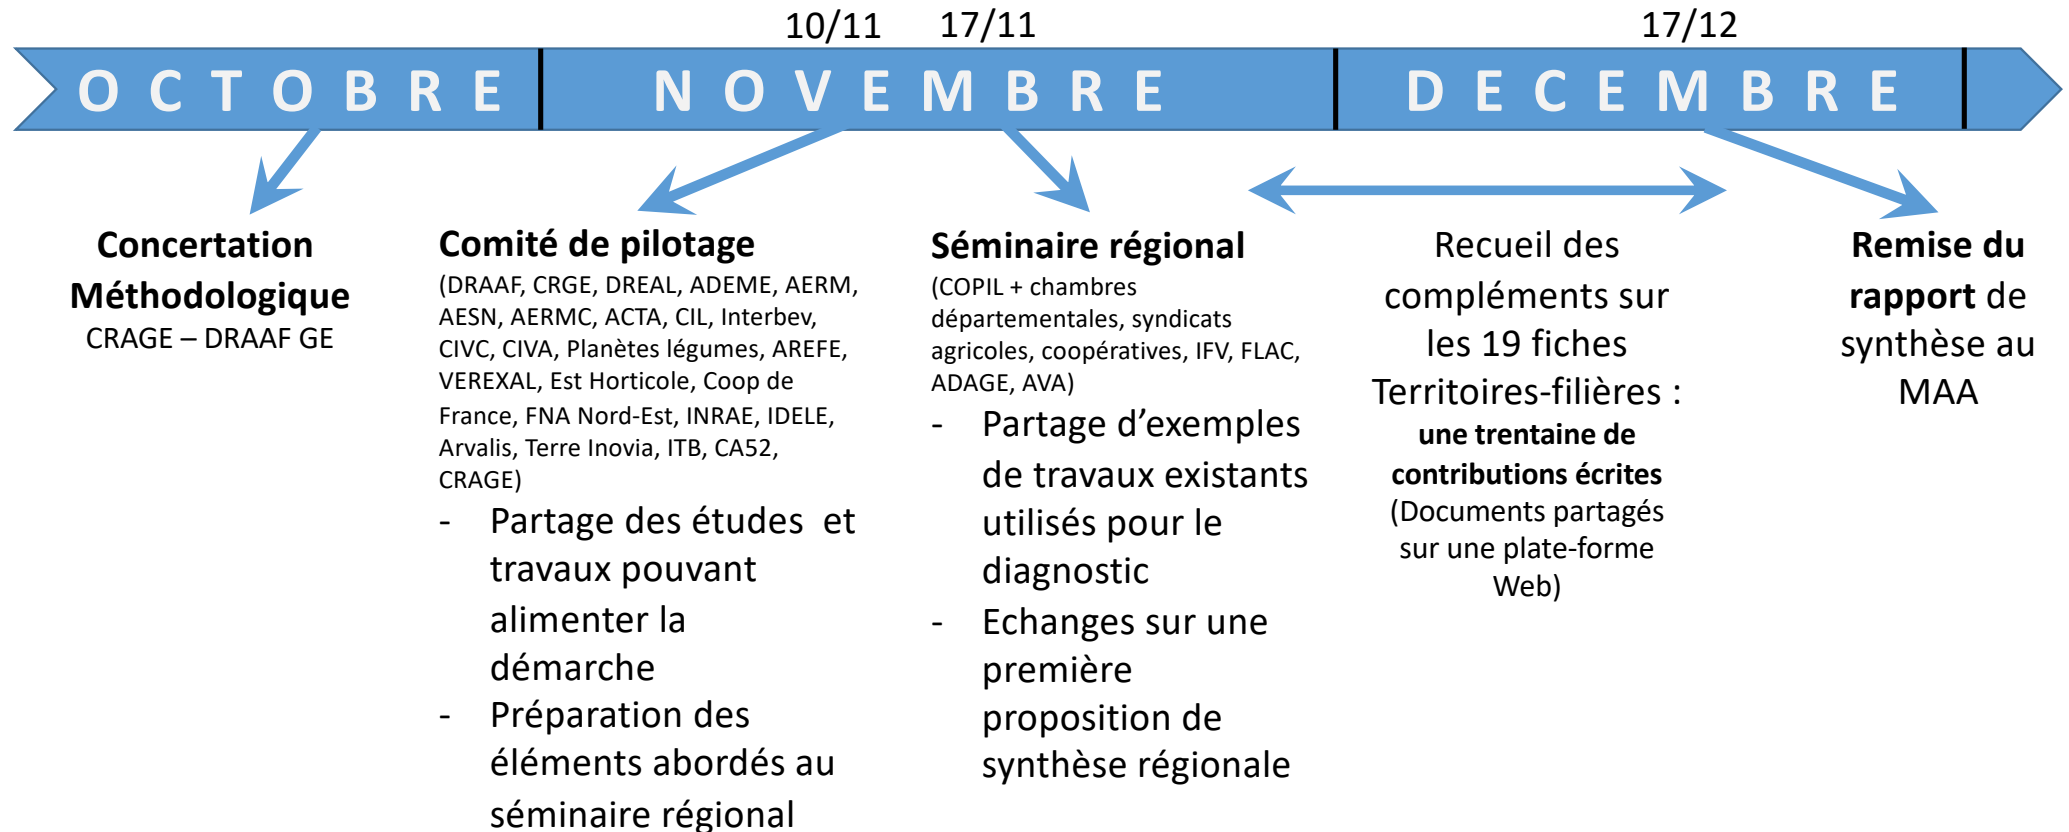 10/11
17/11
17/12
OCTOBRE
NOVEMBRE
DECEMBRE
Concertation
Méthodologique
CRAGE – DRAAF GE
Comité de pilotage
(DRAAF, CRGE, DREAL, ADEME, AERM,
AESN, AERMC, ACTA, CIL, Interbev,
CIVC, CIVA, Planètes légumes, AREFE,
VEREXAL, Est Horticole, Coop de
France, FNA Nord-Est, INRAE, IDELE,
Arvalis, Terre Inovia, ITB, CA52,
CRAGE)
- Partage des études et
travaux pouvant
alimenter la
démarche
- Préparation des
éléments abordés au
séminaire régional
Séminaire régional
(COPIL + chambres
départementales, syndicats
agricoles, coopératives, IFV, FLAC,
ADAGE, AVA)
- Partage d’exemples
de travaux existants
utilisés pour le
diagnostic
- Echanges sur une
première
proposition de
synthèse régionale
Recueil des
compléments sur
les 19 fiches
Territoires-filières :
une trentaine de
contributions écrites
(Documents partagés
sur une plate-forme
Web)
Remise du
rapport de
synthèse au
MAA